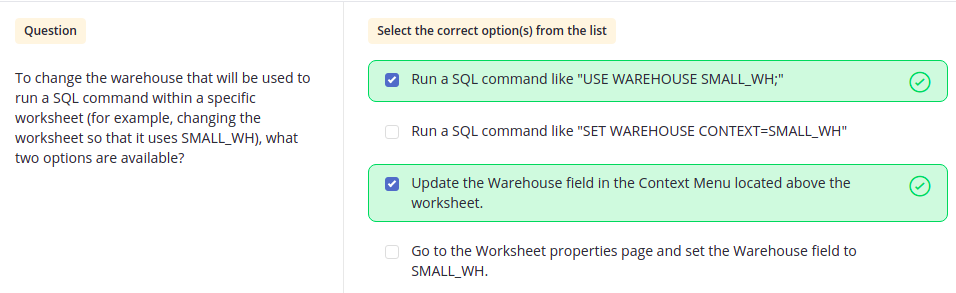 Question
To change the warehouse that will be used to
run a SQL command within a specific
worksheet (for example, changing the
worksheet so that it uses SMALL_WH), what
two options are available?
Select the correct option(s) from the list
Run a SQL command like "USE WAREHOUSE SMALL_WH;"
Run a SQL command like "SET WAREHOUSE CONTEXT=SMALL_WH"
Update the Warehouse field in the Context Menu located above the
worksheet.
Go to the Worksheet properties page and set the Warehouse field to
SMALL_WH.